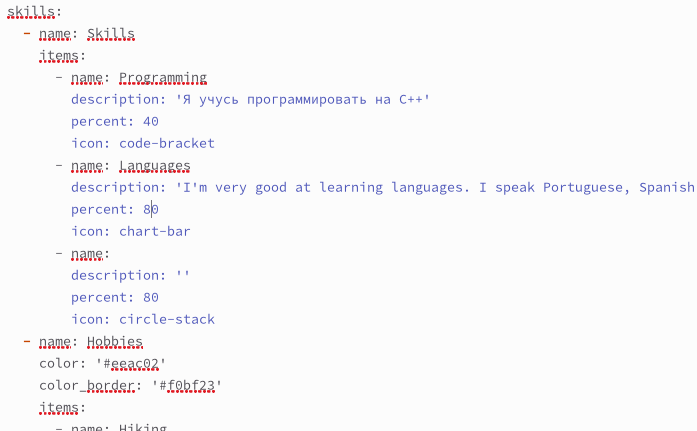 skills:
- name: Skills
items:
- name: Programming
description: 'Я учусь программировать на C++'
percent: 40
icon: code-bracket
- name: Languages
description: 'I'm very good at learning languages. I speak Portuguese, Spanish
percent: 80
icon: chart-bar
- name:
description: ''
percent: 80
icon: circle-stack
- name: Hobbies
color: '#eeac02'
color_border: '#f0bf23'
items:
- name: Hiking